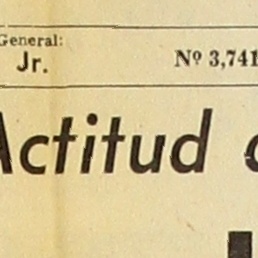 General:
Jr.
Nº 3,741
Actitud